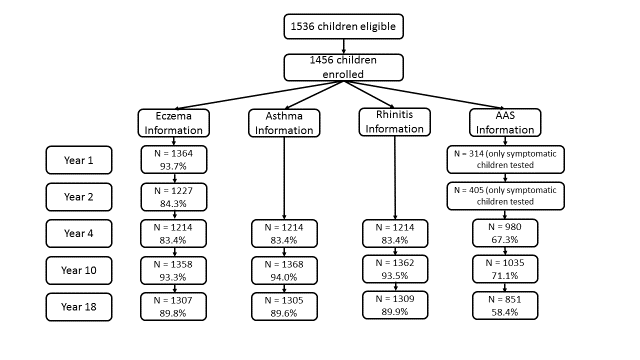 1536 children eligible
1456 children
enrolled
Eczema
Information
Asthma
Information
Rhinitis
Information
AAS
Information
Year 1
N = 1364
93.7%
N = 314 (only symptomatic
children tested
Year 2
N = 1227
84.3%
N = 405 (only symptomatic
children tested
Year 4
N = 1214
83.4%
N = 1214
83.4%
N = 1214
83.4%
N = 980
67.3%
Year 10
N = 1358
93.3%
N = 1368
94.0%
N = 1362
93.5%
N = 1035
71.1%
Year 18
N = 1307
89.8%
N = 1305
89.6%
N = 1309
89.9%
N = 851
58.4%